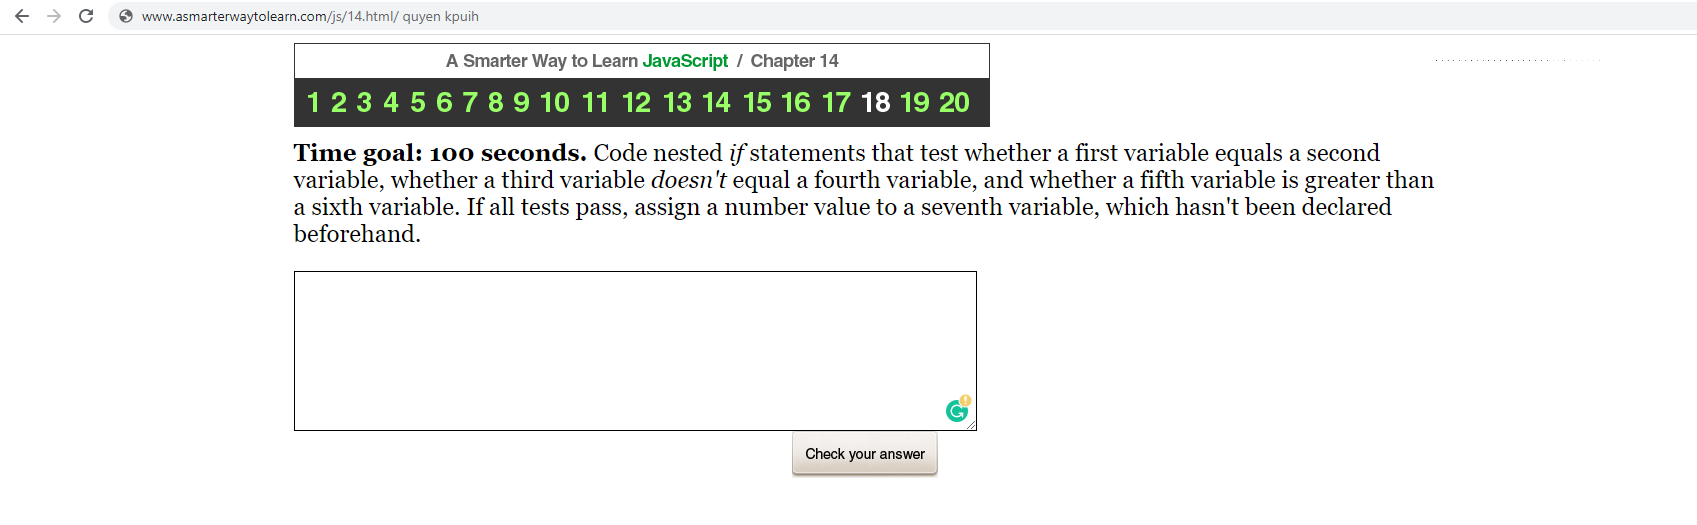 www.asmarterwaytolearn.com/js/14.html/ quyen kpuih
A Smarter Way to Learn JavaScript / Chapter 14
1 2 3 4 5 6 7 8 9 10 11 12 13 14 15 16 17 18 19 20
Time goal: 100 seconds. Code nested if statements that test whether a first variable equals a second
variable, whether a third variable doesn't equal a fourth variable, and whether a fifth variable is greater than
a sixth variable. If all tests pass, assign a number value to a seventh variable, which hasn't been declared
beforehand.
Check your answer